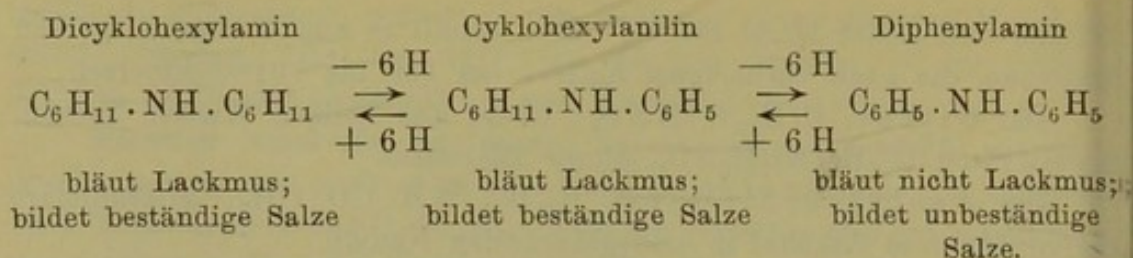 Dicyklohexylamin Cyklohexylanilin Diphenylamin
— 6 H — 6 H
C₆H₁₁ . NH . C₆H₁₁ ⇄ C₆H₁₁ . NH . C₆H₅ ⇄ C₆H₅ . NH . C₆H₅
+ 6 H + 6 H
bläut Lackmus; bläut Lackmus; bläut nicht Lackmus;
bildet beständige Salze bildet beständige Salze bildet unbeständige
Salze.